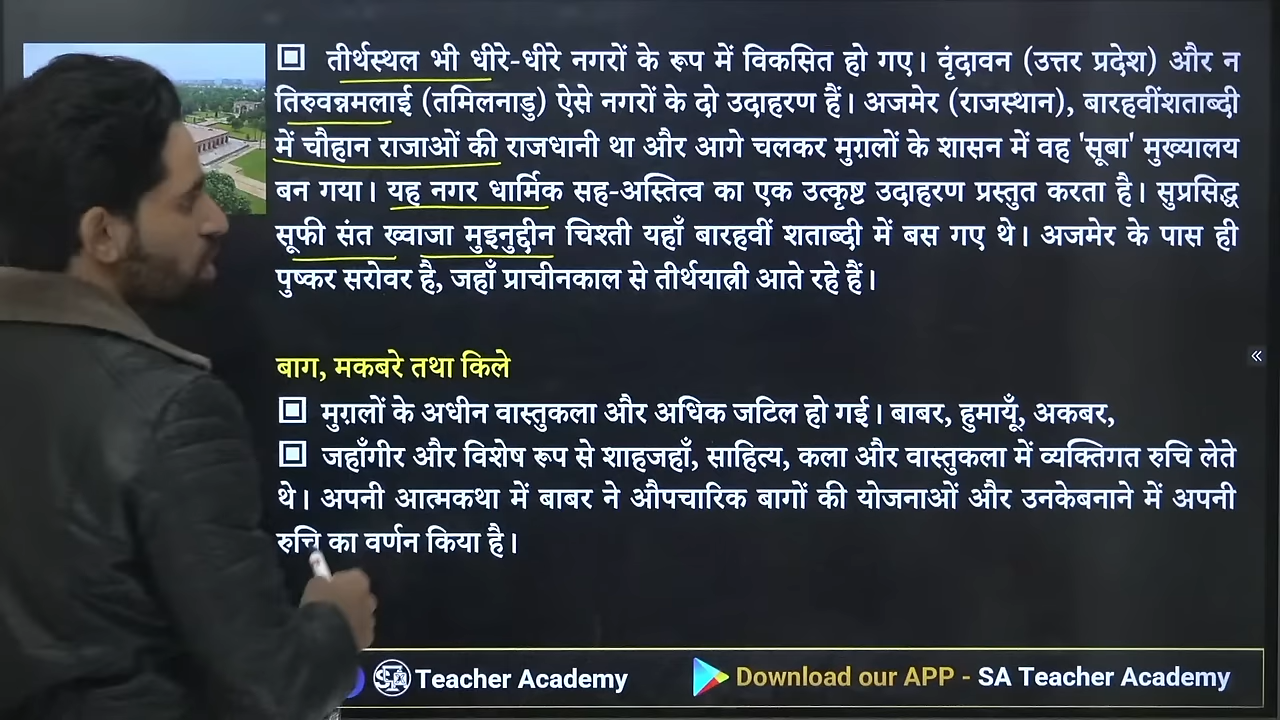 तीर्थस्थल भी धीरे-धीरे नगरों के रूप में विकसित हो गए। वृंदावन (उत्तर प्रदेश) और न
तिरुवन्नमलाई (तमिलनाडु) ऐसे नगरों के दो उदाहरण हैं। अजमेर (राजस्थान), बारहवींशताब्दी
में चौहान राजाओं की राजधानी था और आगे चलकर मुग़लों के शासन में वह 'सूबा' मुख्यालय
बन गया। यह नगर धार्मिक सह-अस्तित्व का एक उत्कृष्ट उदाहरण प्रस्तुत करता है। सुप्रसिद्ध
सूफी संत ख्वाजा मुइनुद्दीन चिश्ती यहाँ बारहवीं शताब्दी में बस गए थे। अजमेर के पास ही
पुष्कर सरोवर है, जहाँ प्राचीनकाल से तीर्थयात्री आते रहे हैं।
बाग, मकबरे तथा किले
मुग़लों के अधीन वास्तुकला और अधिक जटिल हो गई। बाबर, हुमायूँ, अकबर,
जहाँगीर और विशेष रूप से शाहजहाँ, साहित्य, कला और वास्तुकला में व्यक्तिगत रुचि लेते
थे। अपनी आत्मकथा में बाबर ने औपचारिक बागों की योजनाओं और उनकेबनाने में अपनी
रुचि का वर्णन किया है।
Teacher Academy
Download our APP - SA Teacher Academy